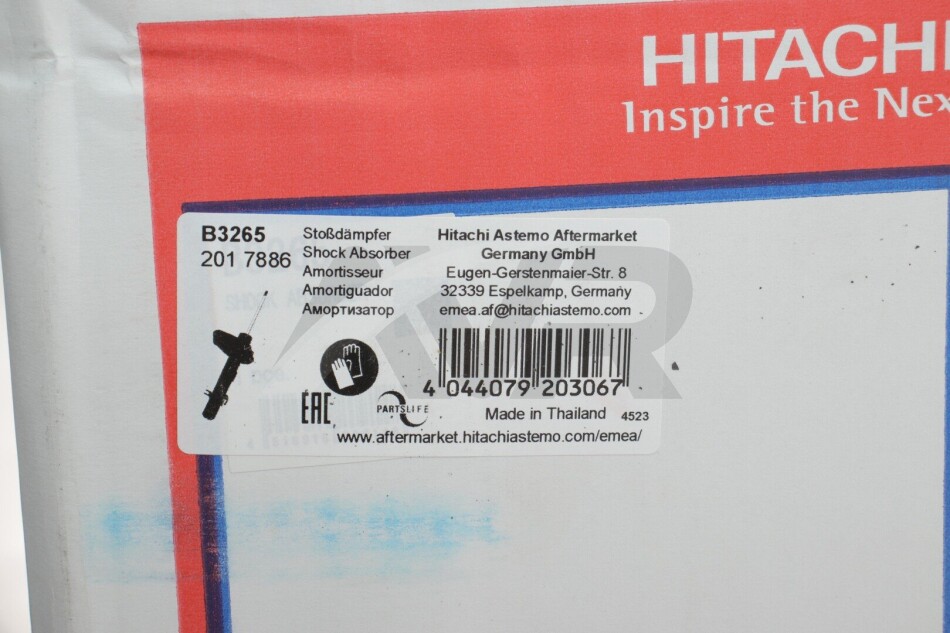 HITACHI
Inspire the Nex
B3265
201 7886
Stoßdämpfer
Shock Absorber
Amortisseur
Amortiguador
Амортизатор
Hitachi Astemo Aftermarket
Germany GmbH
Eugen-Gerstenmaier-Str. 8
32339 Espelkamp, Germany
emea.af@hitachiastemo.com
4 044079 203067
EAC
PARTSLIFE
Made in Thailand
4523
www.aftermarket.hitachiastemo.com/emea/